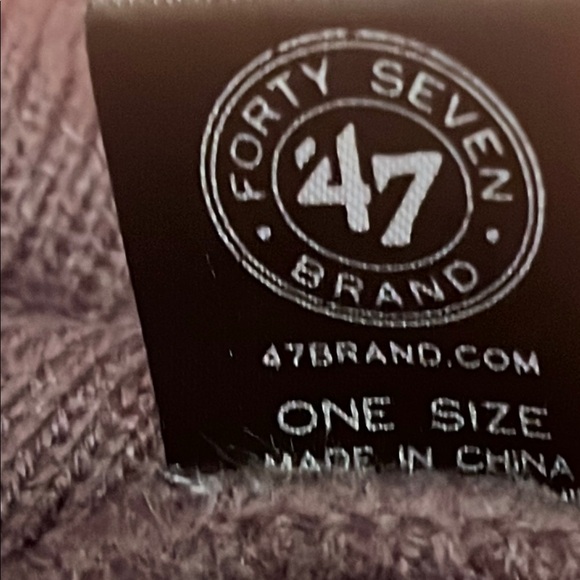 FORTY SEVEN
'47
BRAND
47BRAND.COM
ONE SIZE
MADE IN CHINA